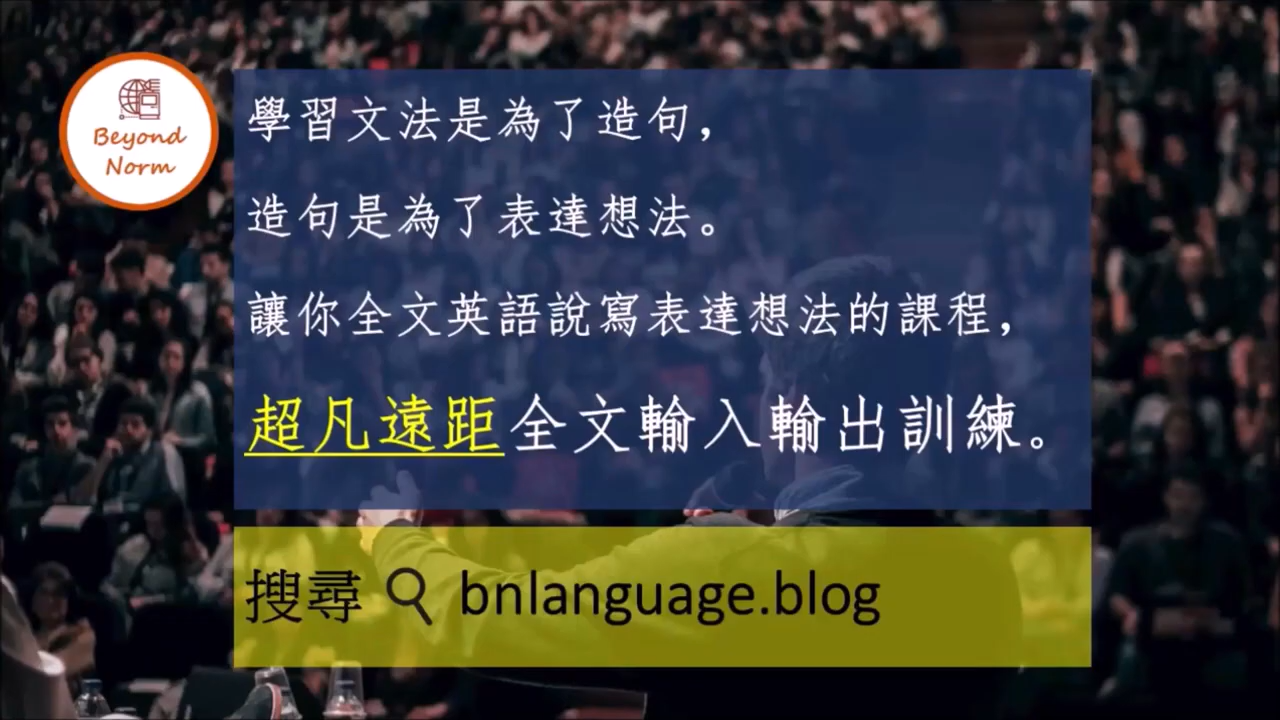 Beyond
Norm
學習文法是為了造句，
造句是為了表達想法。
讓你全文英語說寫表達想法的課程，
超凡遠距全文輸入輸出訓練。
搜尋 bnlanguage.blog